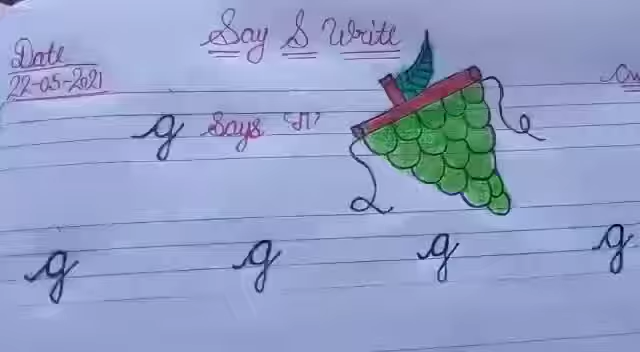 Say & Write
Date
22-05-2021
g says "ग"
g g g g